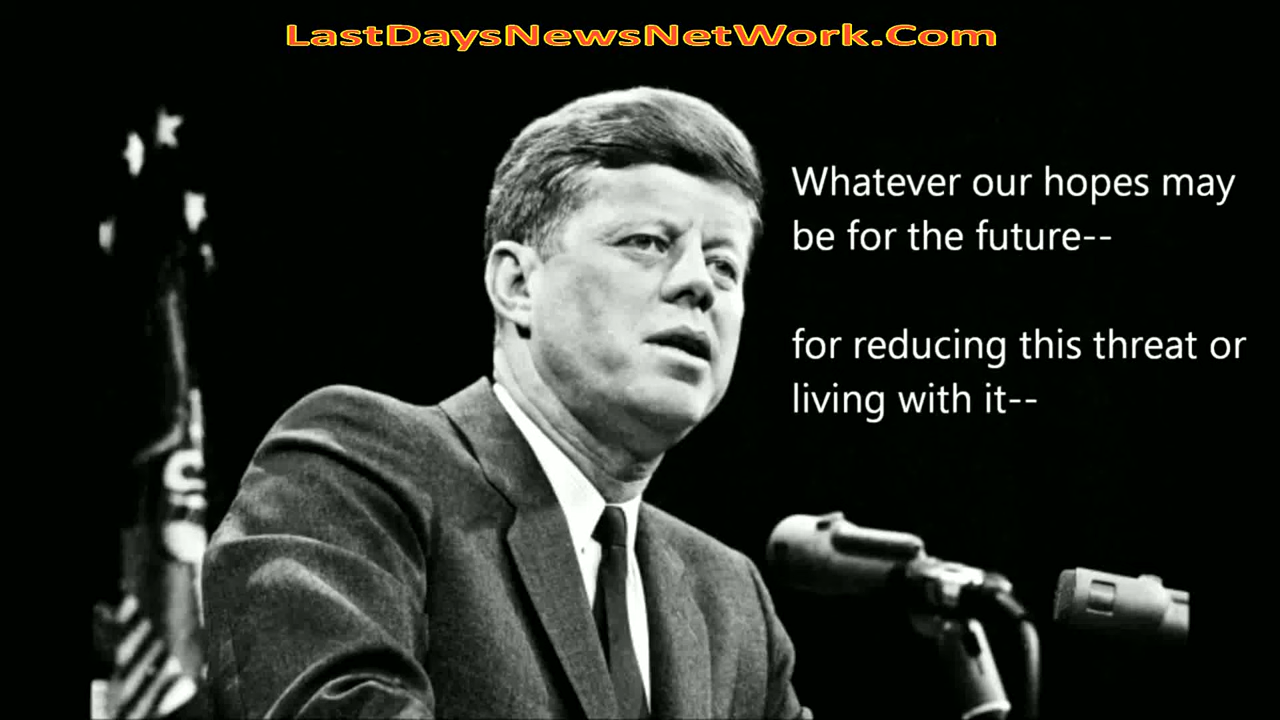 LastDaysNewsNetWork.Com
Whatever our hopes may
be for the future--
for reducing this threat or
living with it--